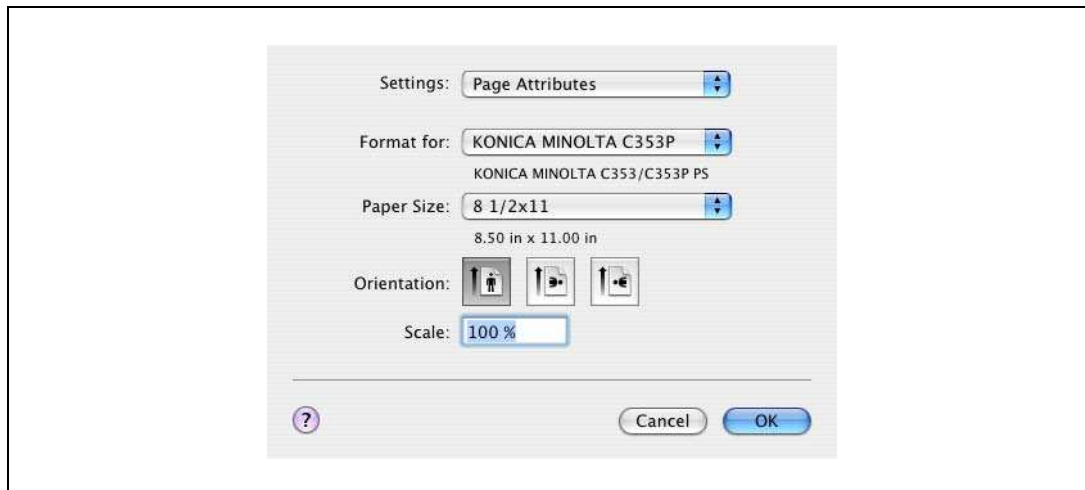 Settings: Page Attributes
Format for: KONICA MINOLTA C353P
KONICA MINOLTA C353/C353P PS
Paper Size: 8 1/2x11
8.50 in x 11.00 in
Orientation:
Scale: 100 %
? Cancel OK